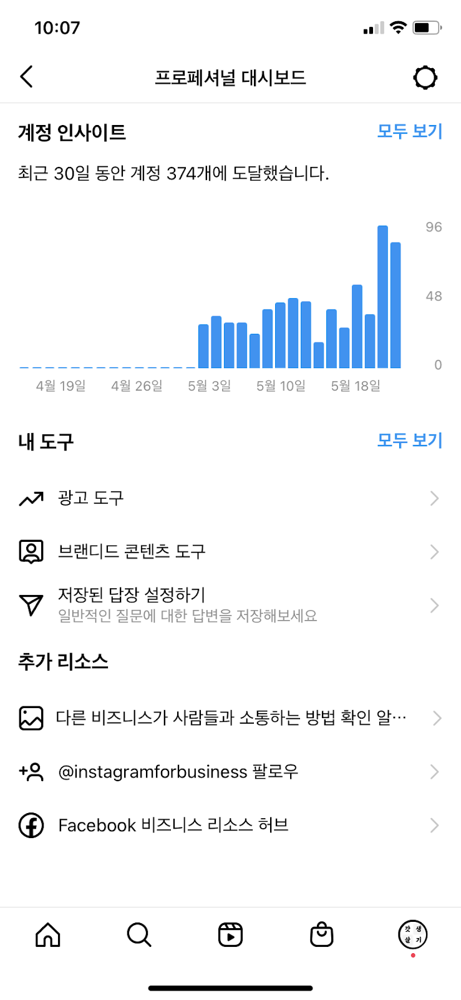 10:07
프로페셔널 대시보드
계정 인사이트
모두 보기
최근 30일 동안 계정 374개에 도달했습니다.
96
48
0
4월 19일 4월 26일 5월 3일 5월 10일 5월 18일
내 도구
모두 보기
광고 도구
브랜디드 콘텐츠 도구
저장된 답장 설정하기
일반적인 질문에 대한 답변을 저장해보세요
추가 리소스
다른 비즈니스가 사람들과 소통하는 방법 확인 알…
@instagramforbusiness 팔로우
Facebook 비즈니스 리소스 허브
갓생
살기